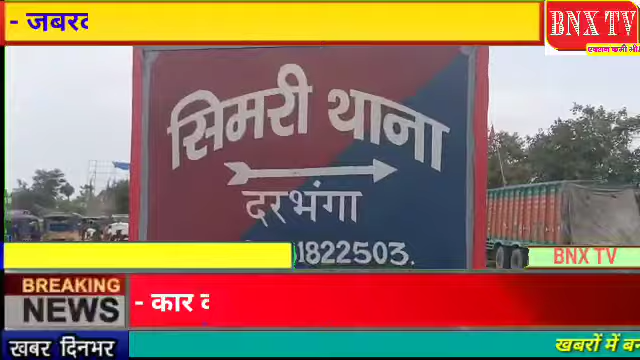 - जबरद
BNX TV
सिमरी थाना
दरभंगा
1822503.
BNX TV
BREAKING
NEWS
- कार
खबर दिनभर
खबरों में